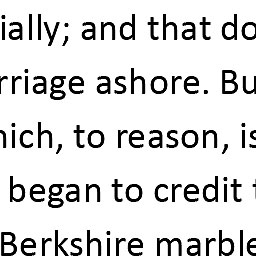 ially; and that do
rriage ashore. Bu
hich, to reason, is
began to credit t
Berkshire marble